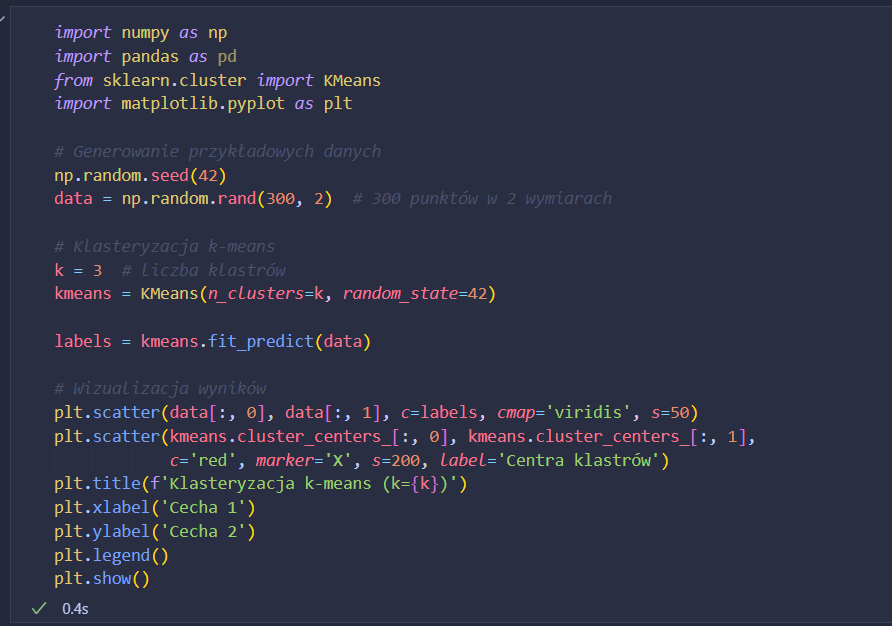 import numpy as np
import pandas as pd
from sklearn.cluster import KMeans
import matplotlib.pyplot as plt
# Generowanie przykładowych danych
np.random.seed(42)
data = np.random.rand(300, 2)  # 300 punktów w 2 wymiarach
# Klasteryzacja k-means
k = 3  # liczba klastrów
kmeans = KMeans(n_clusters=k, random_state=42)
labels = kmeans.fit_predict(data)
# Wizualizacja wyników
plt.scatter(data[:, 0], data[:, 1], c=labels, cmap='viridis', s=50)
plt.scatter(kmeans.cluster_centers_[:, 0], kmeans.cluster_centers_[:, 1],
            c='red', marker='X', s=200, label='Centra klastrów')
plt.title(f'Klasteryzacja k-means (k={k})')
plt.xlabel('Cecha 1')
plt.ylabel('Cecha 2')
plt.legend()
plt.show()
0.4s